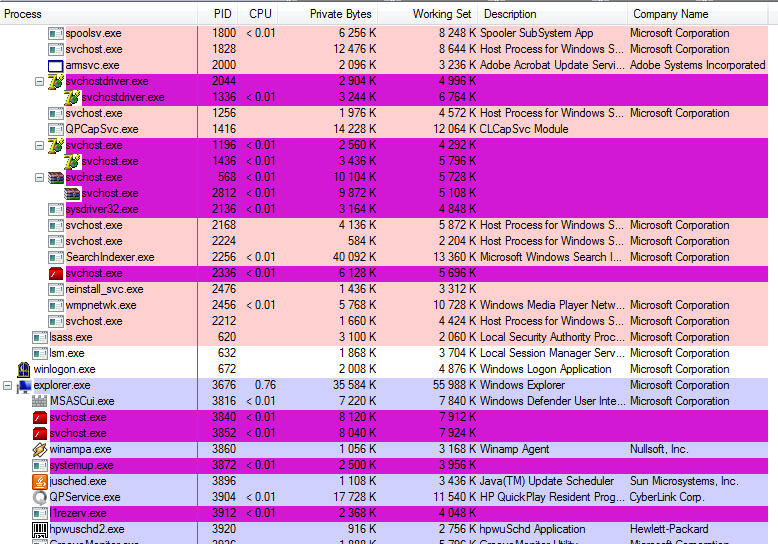 Process PID CPU Private Bytes Working Set Description Company Name
spoolsv.exe 1800 < 0.01 6 256 K 8 248 K Spooler SubSystem App Microsoft Corporation
svchost.exe 1828 12 476 K 8 644 K Host Process for Windows S... Microsoft Corporation
armsvc.exe 2000 2 096 K 3 236 K Adobe Acrobat Update Servi... Adobe Systems Incorporated
svchostdriver.exe 2044 2 904 K 4 996 K
svchostdriver.exe 1336 < 0.01 3 244 K 6 764 K
svchost.exe 1256 1 976 K 4 572 K Host Process for Windows S... Microsoft Corporation
QPCapSvc.exe 1416 14 228 K 12 064 K CLCapSvc Module
svchost.exe 1196 < 0.01 2 560 K 4 292 K
svchost.exe 1436 < 0.01 3 436 K 5 796 K
svchost.exe 568 < 0.01 10 104 K 5 728 K
svchost.exe 2812 < 0.01 9 872 K 5 108 K
sysdriver32.exe 2136 < 0.01 3 164 K 4 848 K
svchost.exe 2168 4 136 K 5 872 K Host Process for Windows S... Microsoft Corporation
svchost.exe 2224 584 K 2 204 K Host Process for Windows S... Microsoft Corporation
SearchIndexer.exe 2256 < 0.01 40 092 K 13 360 K Microsoft Windows Search I... Microsoft Corporation
svchost.exe 2336 < 0.01 6 128 K 5 696 K
reinstall_svc.exe 2476 1 436 K 3 312 K
wmpnetwk.exe 2456 < 0.01 5 768 K 10 728 K Windows Media Player Netw... Microsoft Corporation
svchost.exe 2212 1 660 K 4 424 K Host Process for Windows S... Microsoft Corporation
lsass.exe 620 3 100 K 2 060 K Local Security Authority Proc... Microsoft Corporation
lsm.exe 632 1 868 K 3 704 K Local Session Manager Serv... Microsoft Corporation
winlogon.exe 672 2 008 K 4 876 K Windows Logon Application Microsoft Corporation
explorer.exe 3676 0.76 35 584 K 55 988 K Windows Explorer Microsoft Corporation
MSASCui.exe 3816 < 0.01 7 220 K 7 840 K Windows Defender User Inte... Microsoft Corporation
svchost.exe 3840 < 0.01 8 120 K 7 912 K
svchost.exe 3852 < 0.01 8 040 K 7 924 K
winampa.exe 3860 1 056 K 3 168 K Winamp Agent Nullsoft, Inc.
systemup.exe 3872 < 0.01 2 500 K 3 956 K
jusched.exe 3896 1 108 K 3 436 K Java(TM) Update Scheduler Sun Microsystems, Inc.
QPService.exe 3904 < 0.01 17 728 K 11 540 K HP QuickPlay Resident Prog... CyberLink Corp.
3912 < 0.01 2 368 K 4 048 K
hpwuschd2.exe 3920 916 K 2 756 K hpwuSchd Application Hewlett-Packard